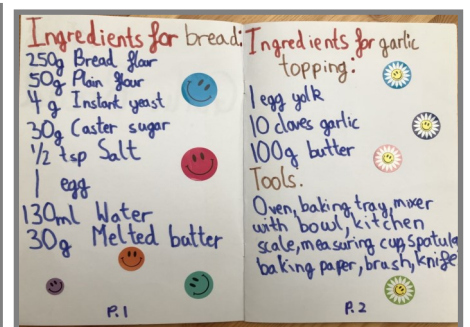 Ingredients for bread:
250g Bread flour
50g Plain flour
4g Instant yeast
30g Caster sugar
1/2 tsp Salt
1 egg
130ml Water
30g Melted butter
P.1
Ingredients for garlic
topping.
1 egg yolk
10 cloves garlic
100g butter
Tools.
Oven, baking tray, mixer
with bowl, kitchen
scale, measuring cup, spatula
baking paper, brush, knife
P.2